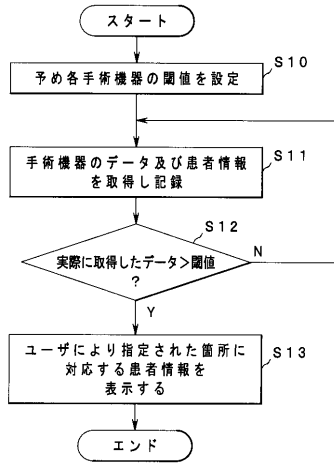 スタート
S10
予め各手術機器の閾値を設定
S11
手術機器のデータ及び患者情報
を取得し記録
S12
実際に取得したデータ>閾値
?
N
Y
S13
ユーザにより指定された箇所に
対応する患者情報を
表示する
エンド